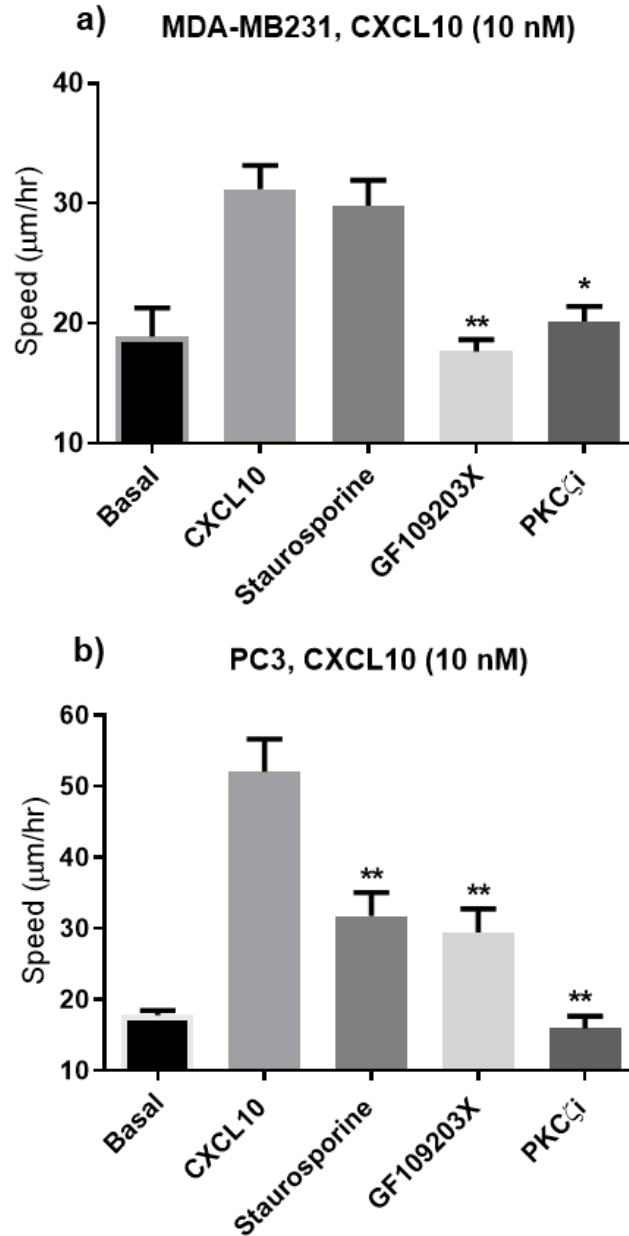 a) MDA-MB231, CXCL10 (10 nM)
40
30
20
10
Speed (μm/hr)
**
*
Basal
CXCL10
Staurosporine
GF109203X
PKCζi
b) PC3, CXCL10 (10 nM)
60
50
40
30
20
10
Speed (μm/hr)
**
**
**
Basal
CXCL10
Staurosporine
GF109203X
PKCζi